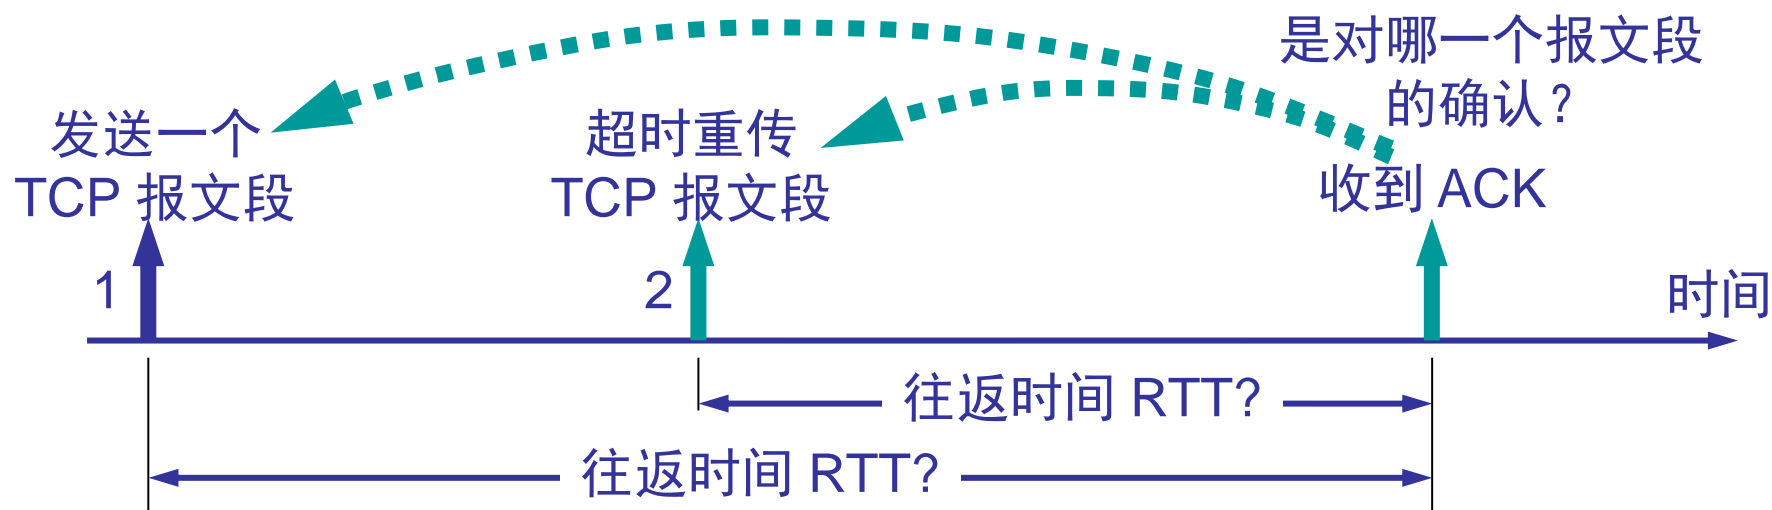 是对哪一个报文段
的确认？
发送一个
TCP 报文段
超时重传
TCP 报文段
收到 ACK
1
2
时间
往返时间 RTT?
往返时间 RTT?